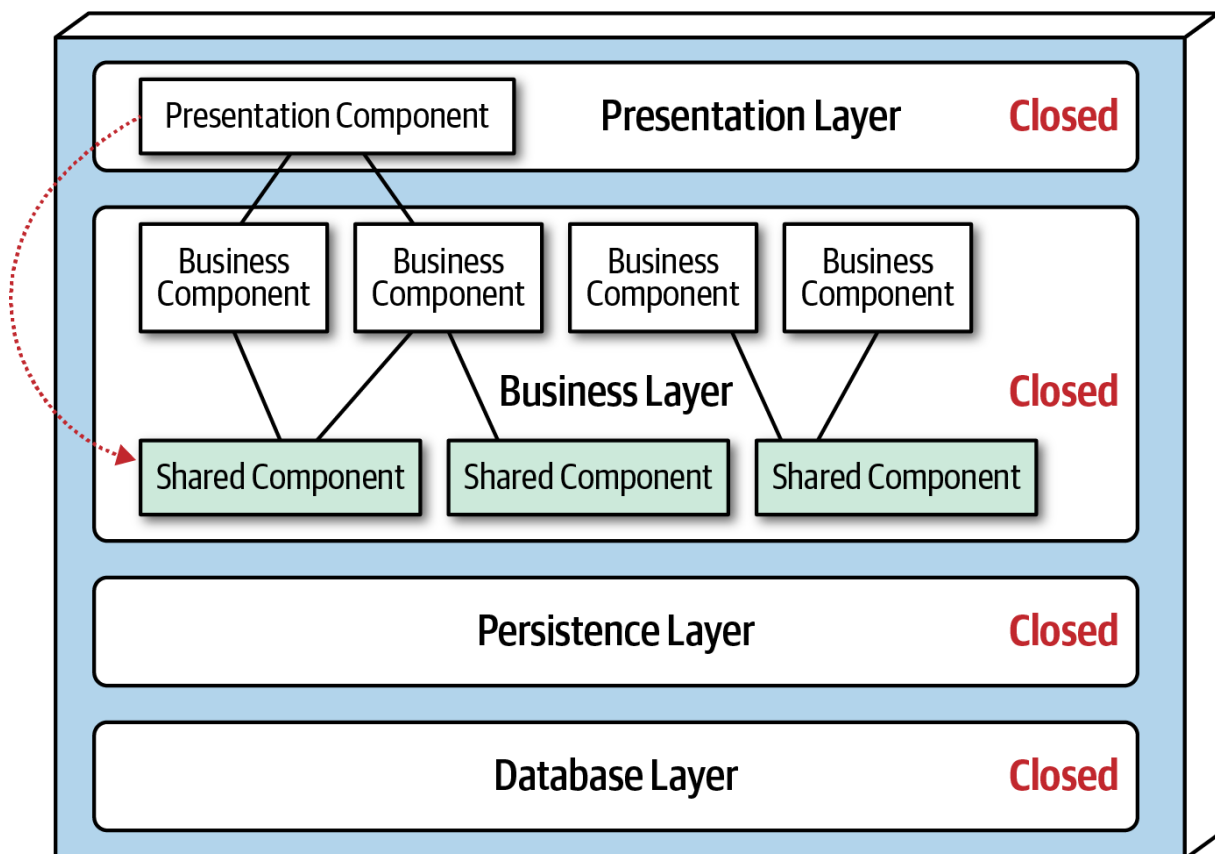 Presentation Component
Presentation Layer
Closed
Business
Component
Business
Component
Business
Component
Business
Component
Business Layer
Closed
Shared Component
Shared Component
Shared Component
Persistence Layer
Closed
Database Layer
Closed